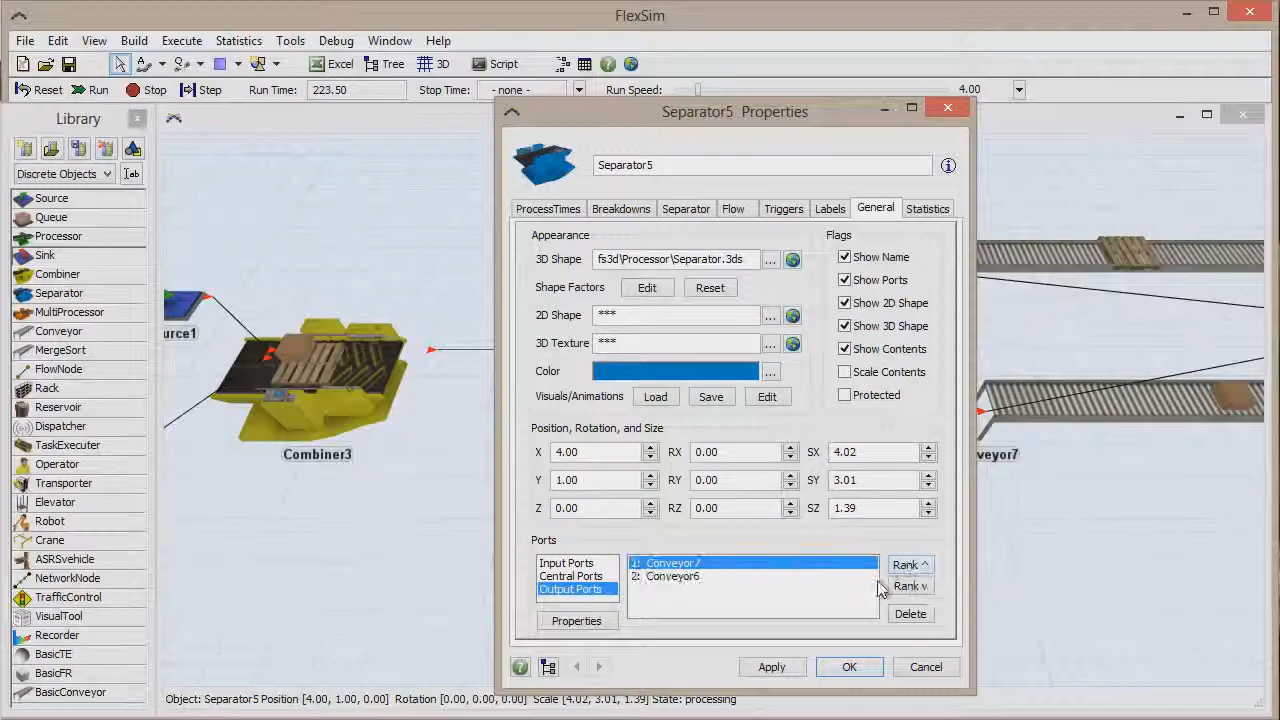 FlexSim
File Edit View Build Execute Statistics Tools Debug Window Help
Excel Tree 3D Script
Reset Run Stop Step Run Time: 223.50 Stop Time: - none - Run Speed: 4.00
Library
Discrete Objects
Source
Queue
Processor
Sink
Combiner
Separator
MultiProcessor
Conveyor
MergeSort
FlowNode
Rack
Reservoir
Dispatcher
TaskExecuter
Operator
Transporter
Elevator
Robot
Crane
ASRSvehicle
NetworkNode
TrafficControl
VisualTool
Recorder
BasicTE
BasicFR
BasicConveyor
urce1
Combiner3
veyor7
Separator5 Properties
Separator5
ProcessTimes Breakdowns Separator Flow Triggers Labels General Statistics
Appearance
3D Shape fs3d\Processor\Separator.3ds ...
Shape Factors Edit Reset
2D Shape *** ...
3D Texture *** ...
Color ...
Visuals/Animations Load Save Edit
Flags
Show Name
Show Ports
Show 2D Shape
Show 3D Shape
Show Contents
Scale Contents
Protected
Position, Rotation, and Size
X 4.00 RX 0.00 SX 4.02
Y 1.00 RY 0.00 SY 3.01
Z 0.00 RZ 0.00 SZ 1.39
Ports
Input Ports
Central Ports
Output Ports
1: Conveyor7
2: Conveyor6
Rank ^
Rank v
Delete
Properties
Apply OK Cancel
Object: Separator5 Position [4.00, 1.00, 0.00] Rotation [0.00, 0.00, 0.00] Scale [4.02, 3.01, 1.39] State: processing